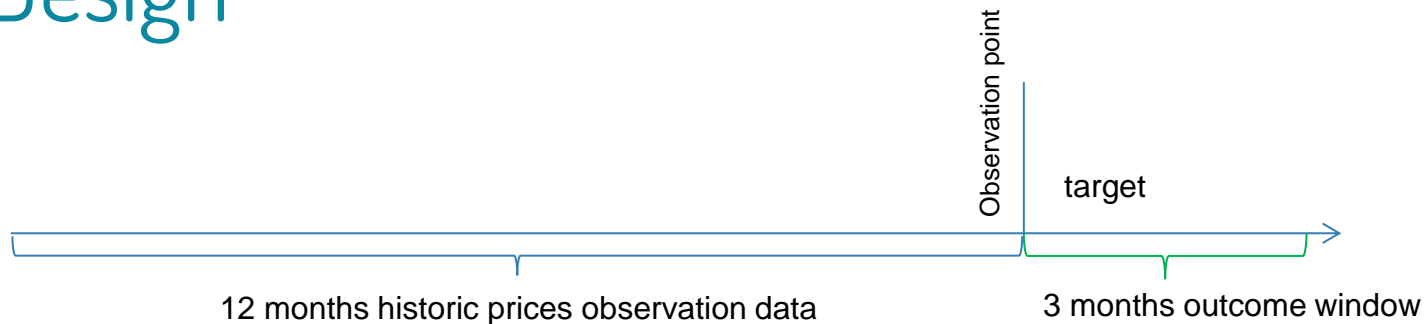 Design
Observation point
target
12 months historic prices observation data
3 months outcome window